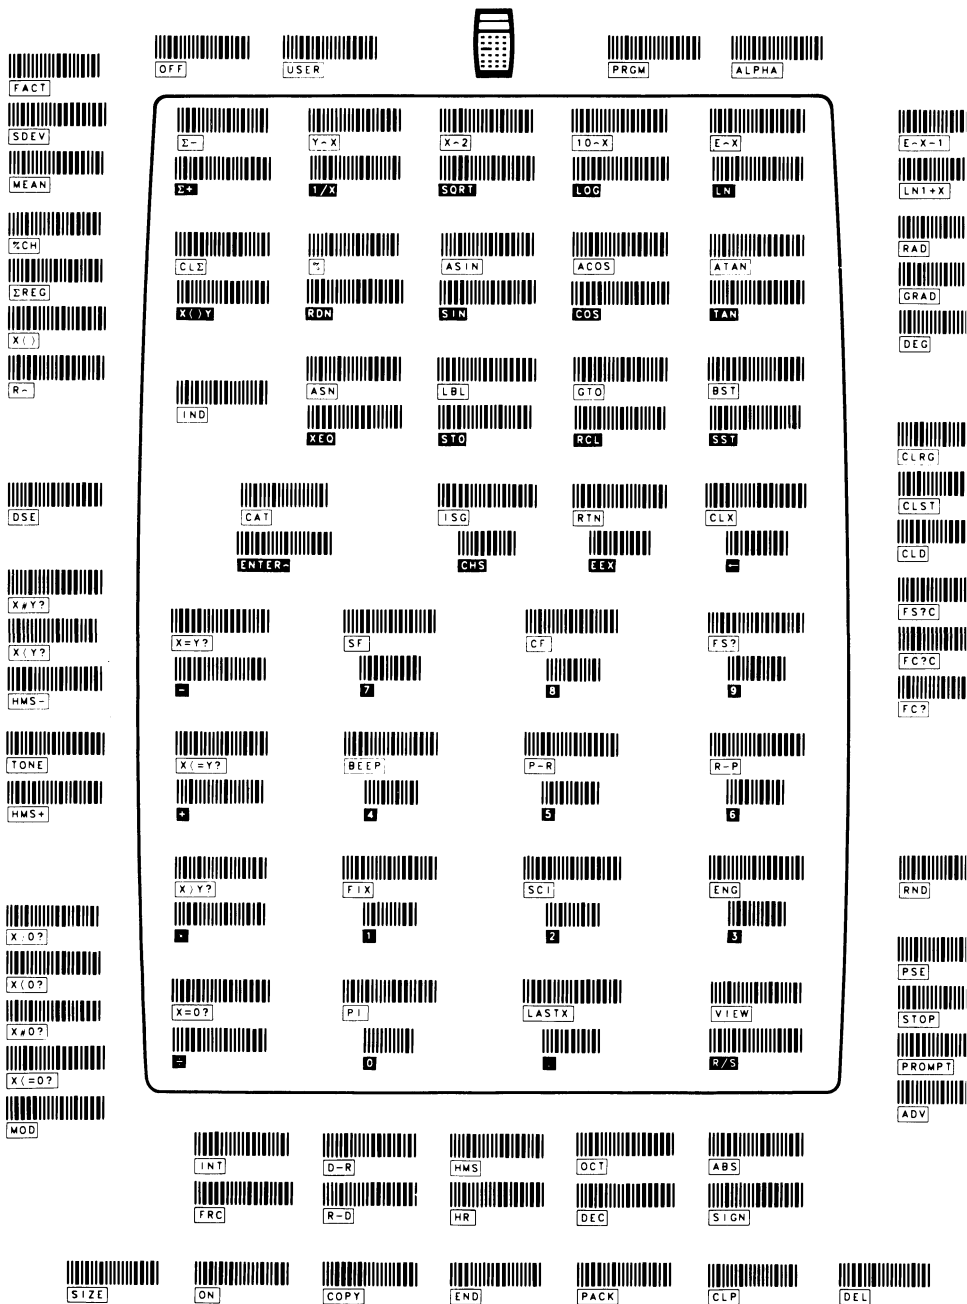 OFF USER PRGM ALPHA
FACT
SDEV Σ- Y⌃X X⌃2 10⌃X E⌃X E⌃X-1
MEAN Σ+ 1/X SQRT LOG LN LN1+X
%CH CLΣ % ASIN ACOS ATAN RAD
ΣREG GRAD
X<> X<>Y RDN SIN COS TAN DEG
R⌃ ASN LBL GTO BST
IND
XEQ STO RCL SST CLRG
DSE CAT ISG RTN CLX CLST
ENTER⌃ CHS EEX ← CLD
X#Y? FS?C
X<Y? X=Y? SF CF FS? FC?C
HMS- - 7 8 9 FC?
TONE X<=Y? BEEP P-R R-P
HMS+ + 4 5 6
X>Y? FIX SCI ENG RND
X>0? · 1 2 3
X<0? PSE
X#0? X=0? PI LASTX VIEW STOP
X<=0? ÷ 0 . R/S PROMPT
MOD ADV
INT D-R HMS OCT ABS
FRC R-D HR DEC SIGN
SIZE ON COPY END PACK CLP DEL